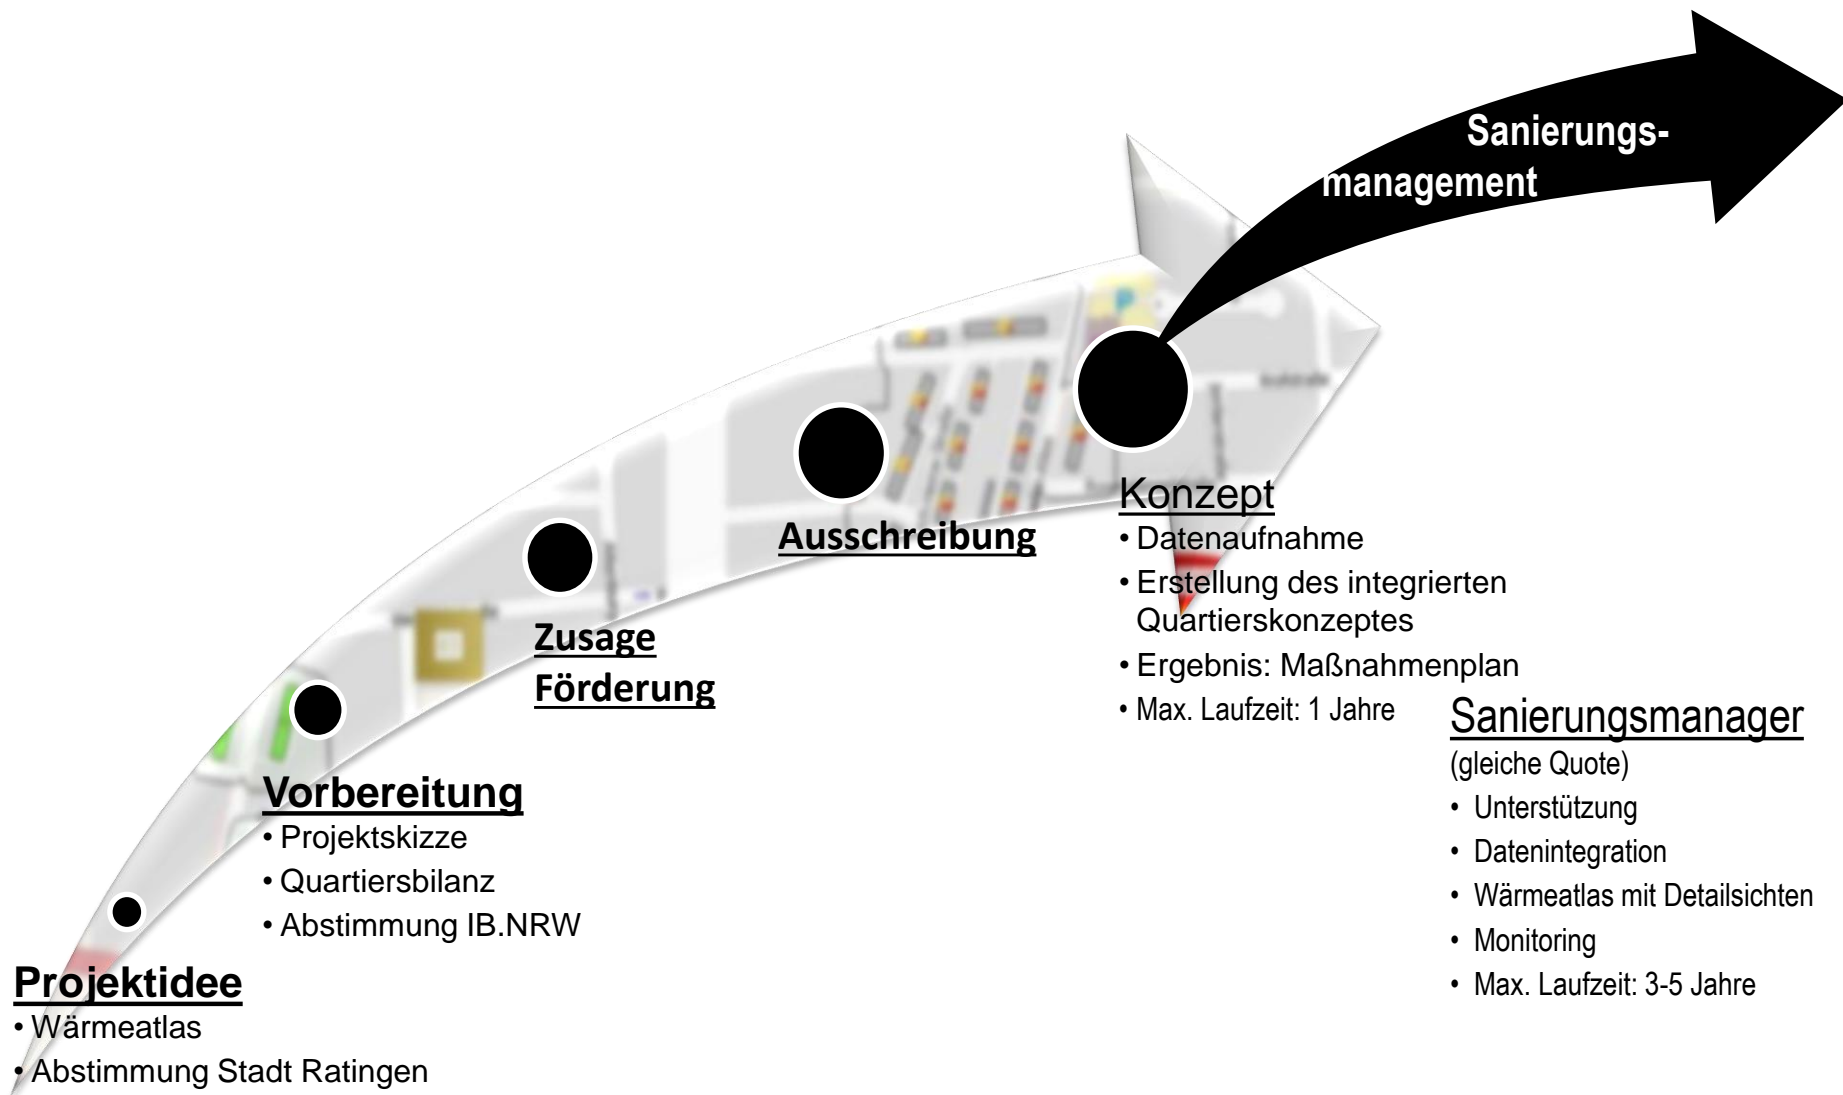 Sanierungs-
management
Konzept
• Datenaufnahme
• Erstellung des integrierten
Quartierskonzeptes
• Ergebnis: Maßnahmenplan
• Max. Laufzeit: 1 Jahre
Ausschreibung
Zusage
Förderung
Sanierungsmanager
(gleiche Quote)
• Unterstützung
• Datenintegration
• Wärmeatlas mit Detailsichten
• Monitoring
• Max. Laufzeit: 3-5 Jahre
Vorbereitung
• Projektskizze
• Quartiersbilanz
• Abstimmung IB.NRW
Projektidee
• Wärmeatlas
• Abstimmung Stadt Ratingen
P